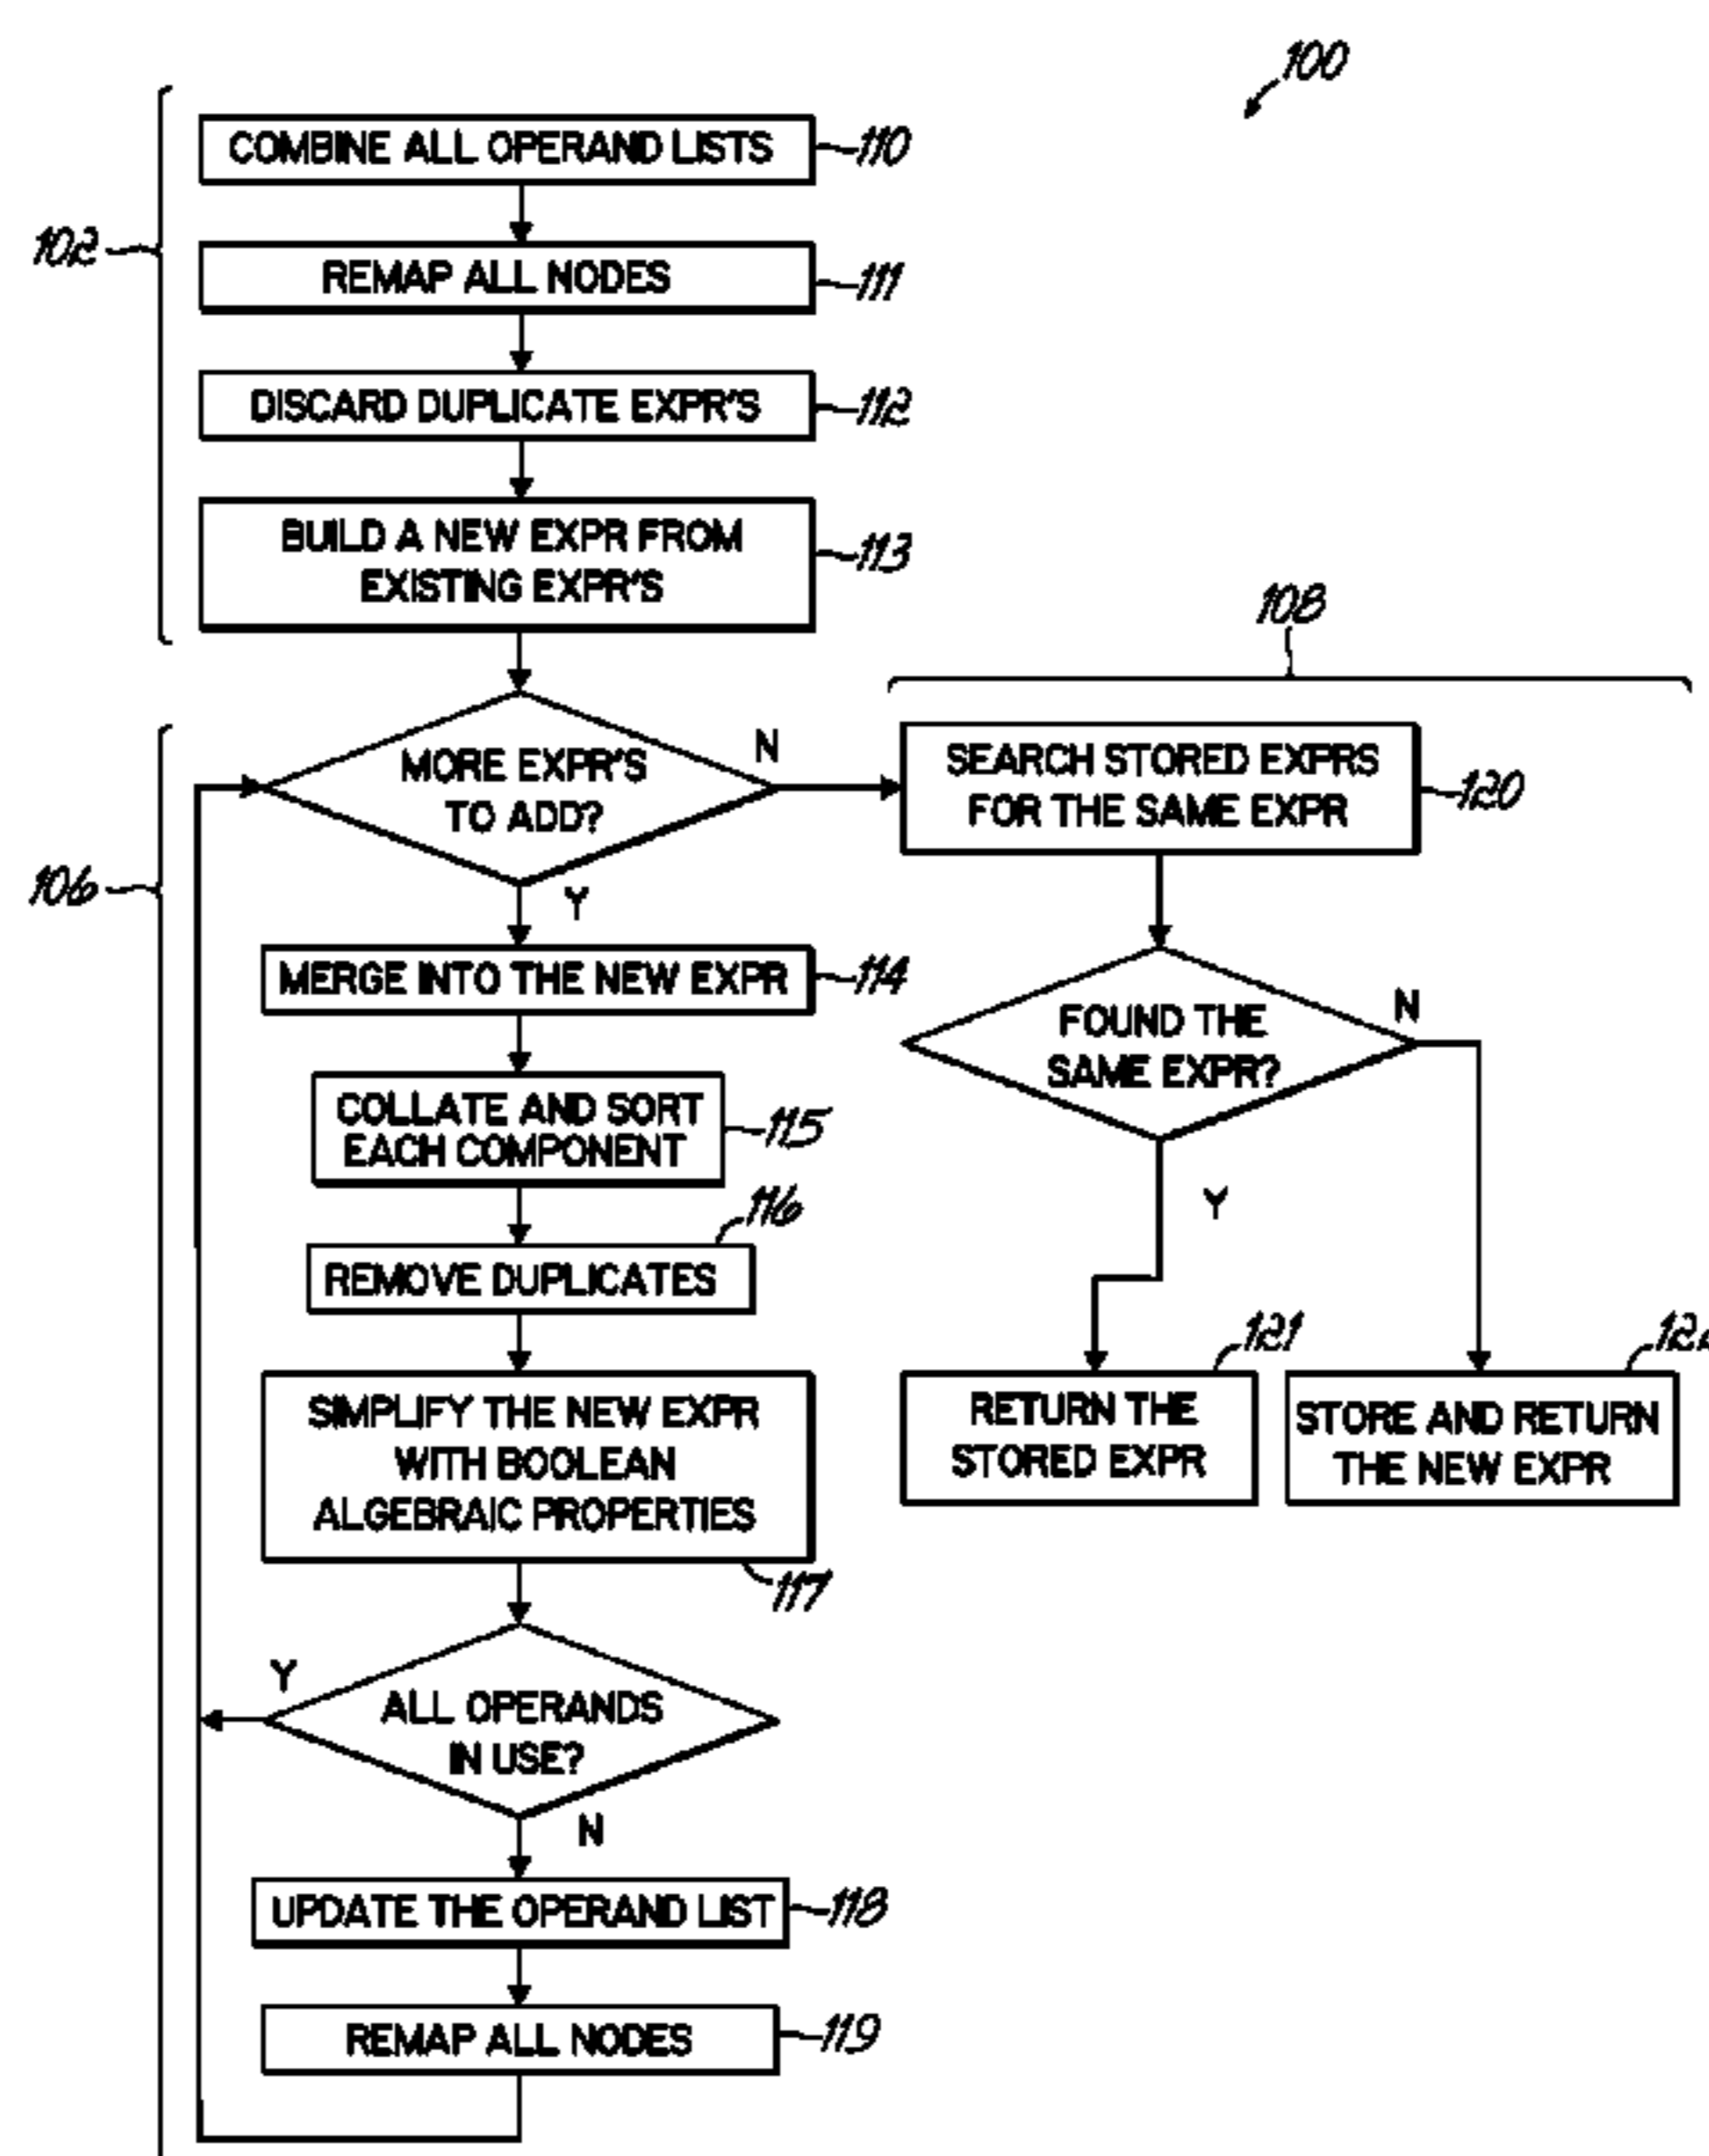 100
COMBINE ALL OPERAND LISTS
110
102
REMAP ALL NODES
111
DISCARD DUPLICATE EXPR'S
112
BUILD A NEW EXPR FROM
EXISTING EXPR'S
113
108
MORE EXPR'S
TO ADD?
N
Y
106
SEARCH STORED EXPRS
FOR THE SAME EXPR
120
MERGE INTO THE NEW EXPR
114
FOUND THE
SAME EXPR?
N
Y
COLLATE AND SORT
EACH COMPONENT
115
REMOVE DUPLICATES
116
SIMPLIFY THE NEW EXPR
WITH BOOLEAN
ALGEBRAIC PROPERTIES
117
RETURN THE
STORED EXPR
121
STORE AND RETURN
THE NEW EXPR
ALL OPERANDS
IN USE?
Y
N
UPDATE THE OPERAND LIST
118
REMAP ALL NODES
119